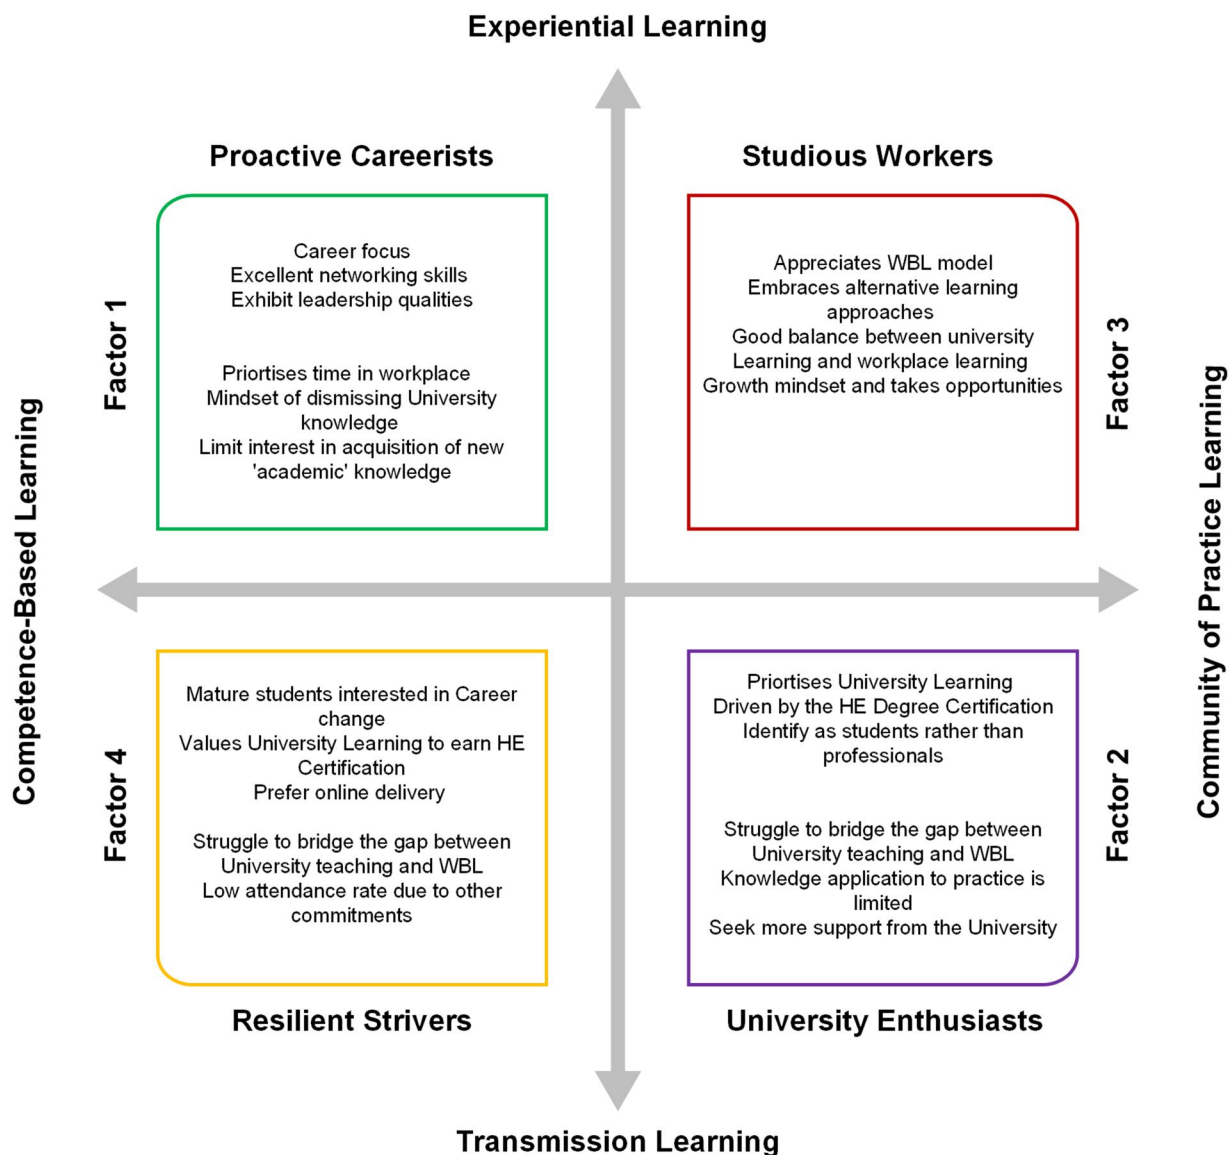 Experiential Learning
Proactive Careerists
Studious Workers
Factor 1
Career focus
Excellent networking skills
Exhibit leadership qualities
Priortises time in workplace
Mindset of dismissing University
knowledge
Limit interest in acquisition of new
'academic' knowledge
Appreciates WBL model
Embraces alternative learning
approaches
Good balance between university
Learning and workplace learning
Growth mindset and takes opportunities
Factor 3
Competence-Based Learning
Community of Practice Learning
Factor 4
Mature students interested in Career
change
Values University Learning to earn HE
Certification
Prefer online delivery
Struggle to bridge the gap between
University teaching and WBL
Low attendance rate due to other
commitments
Priortises University Learning
Driven by the HE Degree Certification
Identify as students rather than
professionals
Struggle to bridge the gap between
University teaching and WBL
Knowledge application to practice is
limited
Seek more support from the University
Factor 2
Resilient Strivers
University Enthusiasts
Transmission Learning